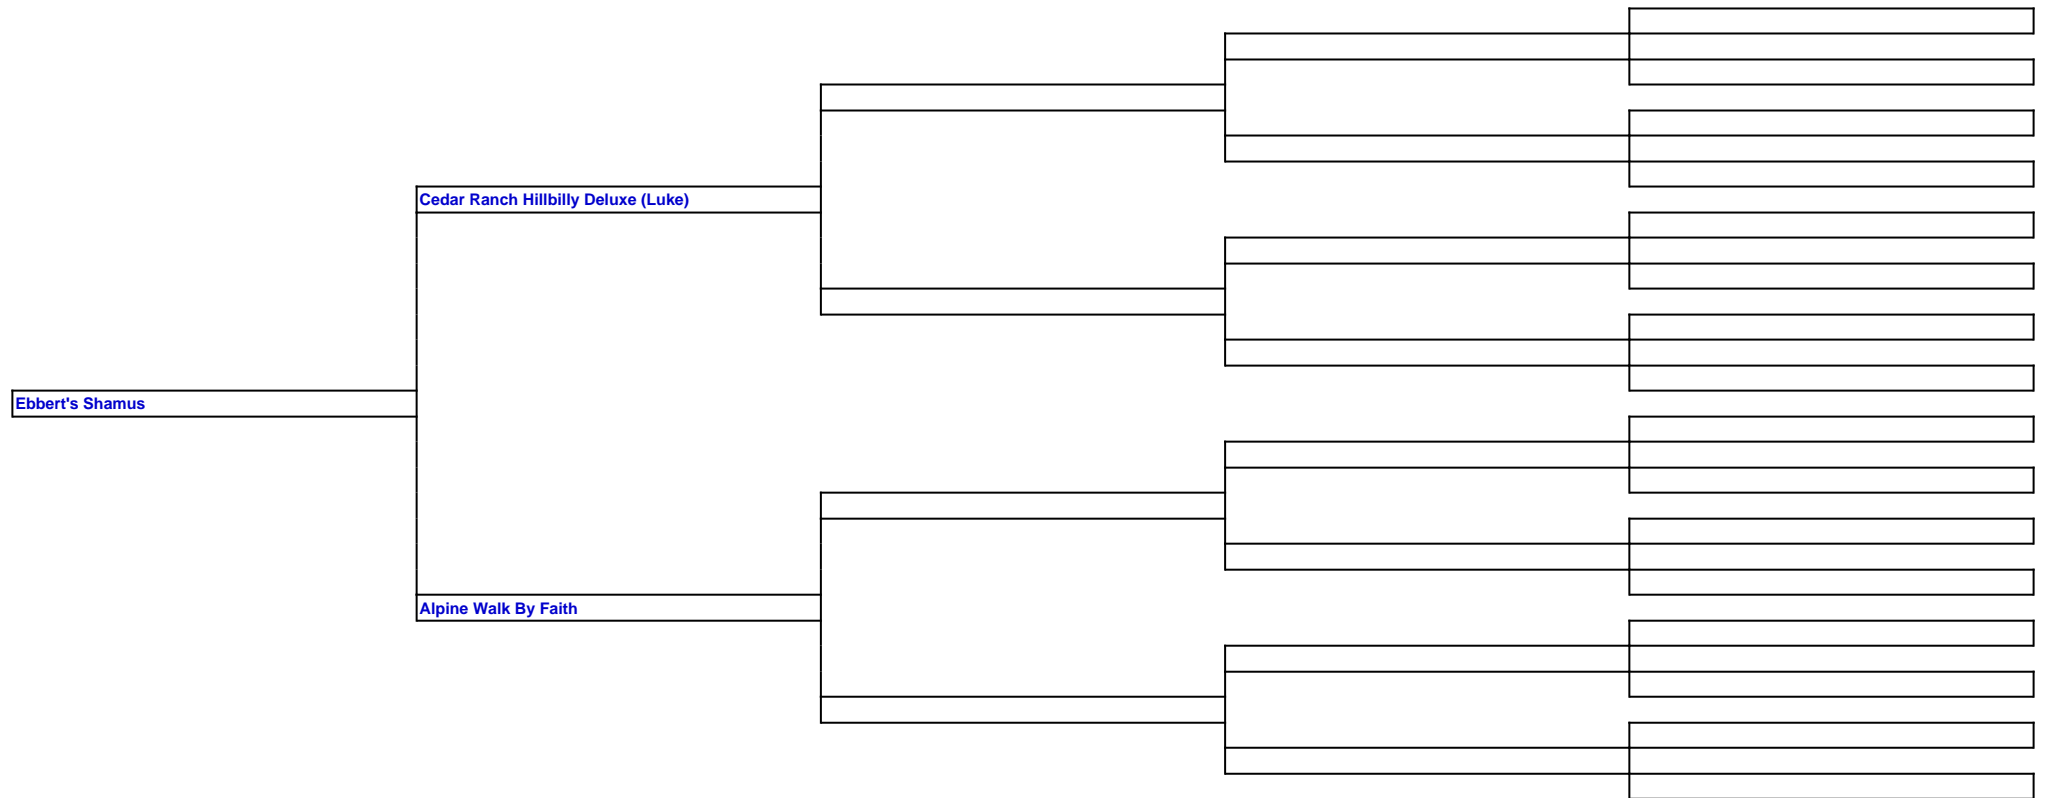 Cedar Ranch Hillbilly Deluxe (Luke)
Ebbert's Shamus
Alpine Walk By Faith